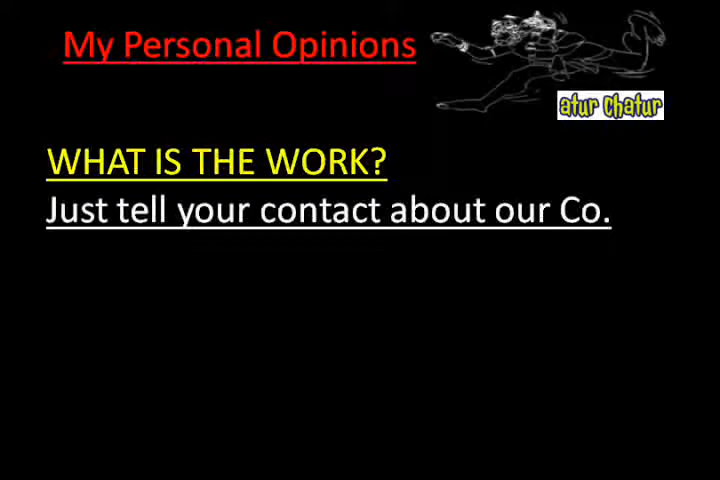 My Personal Opinions
atur chatur
WHAT IS THE WORK?
Just tell your contact about our Co.